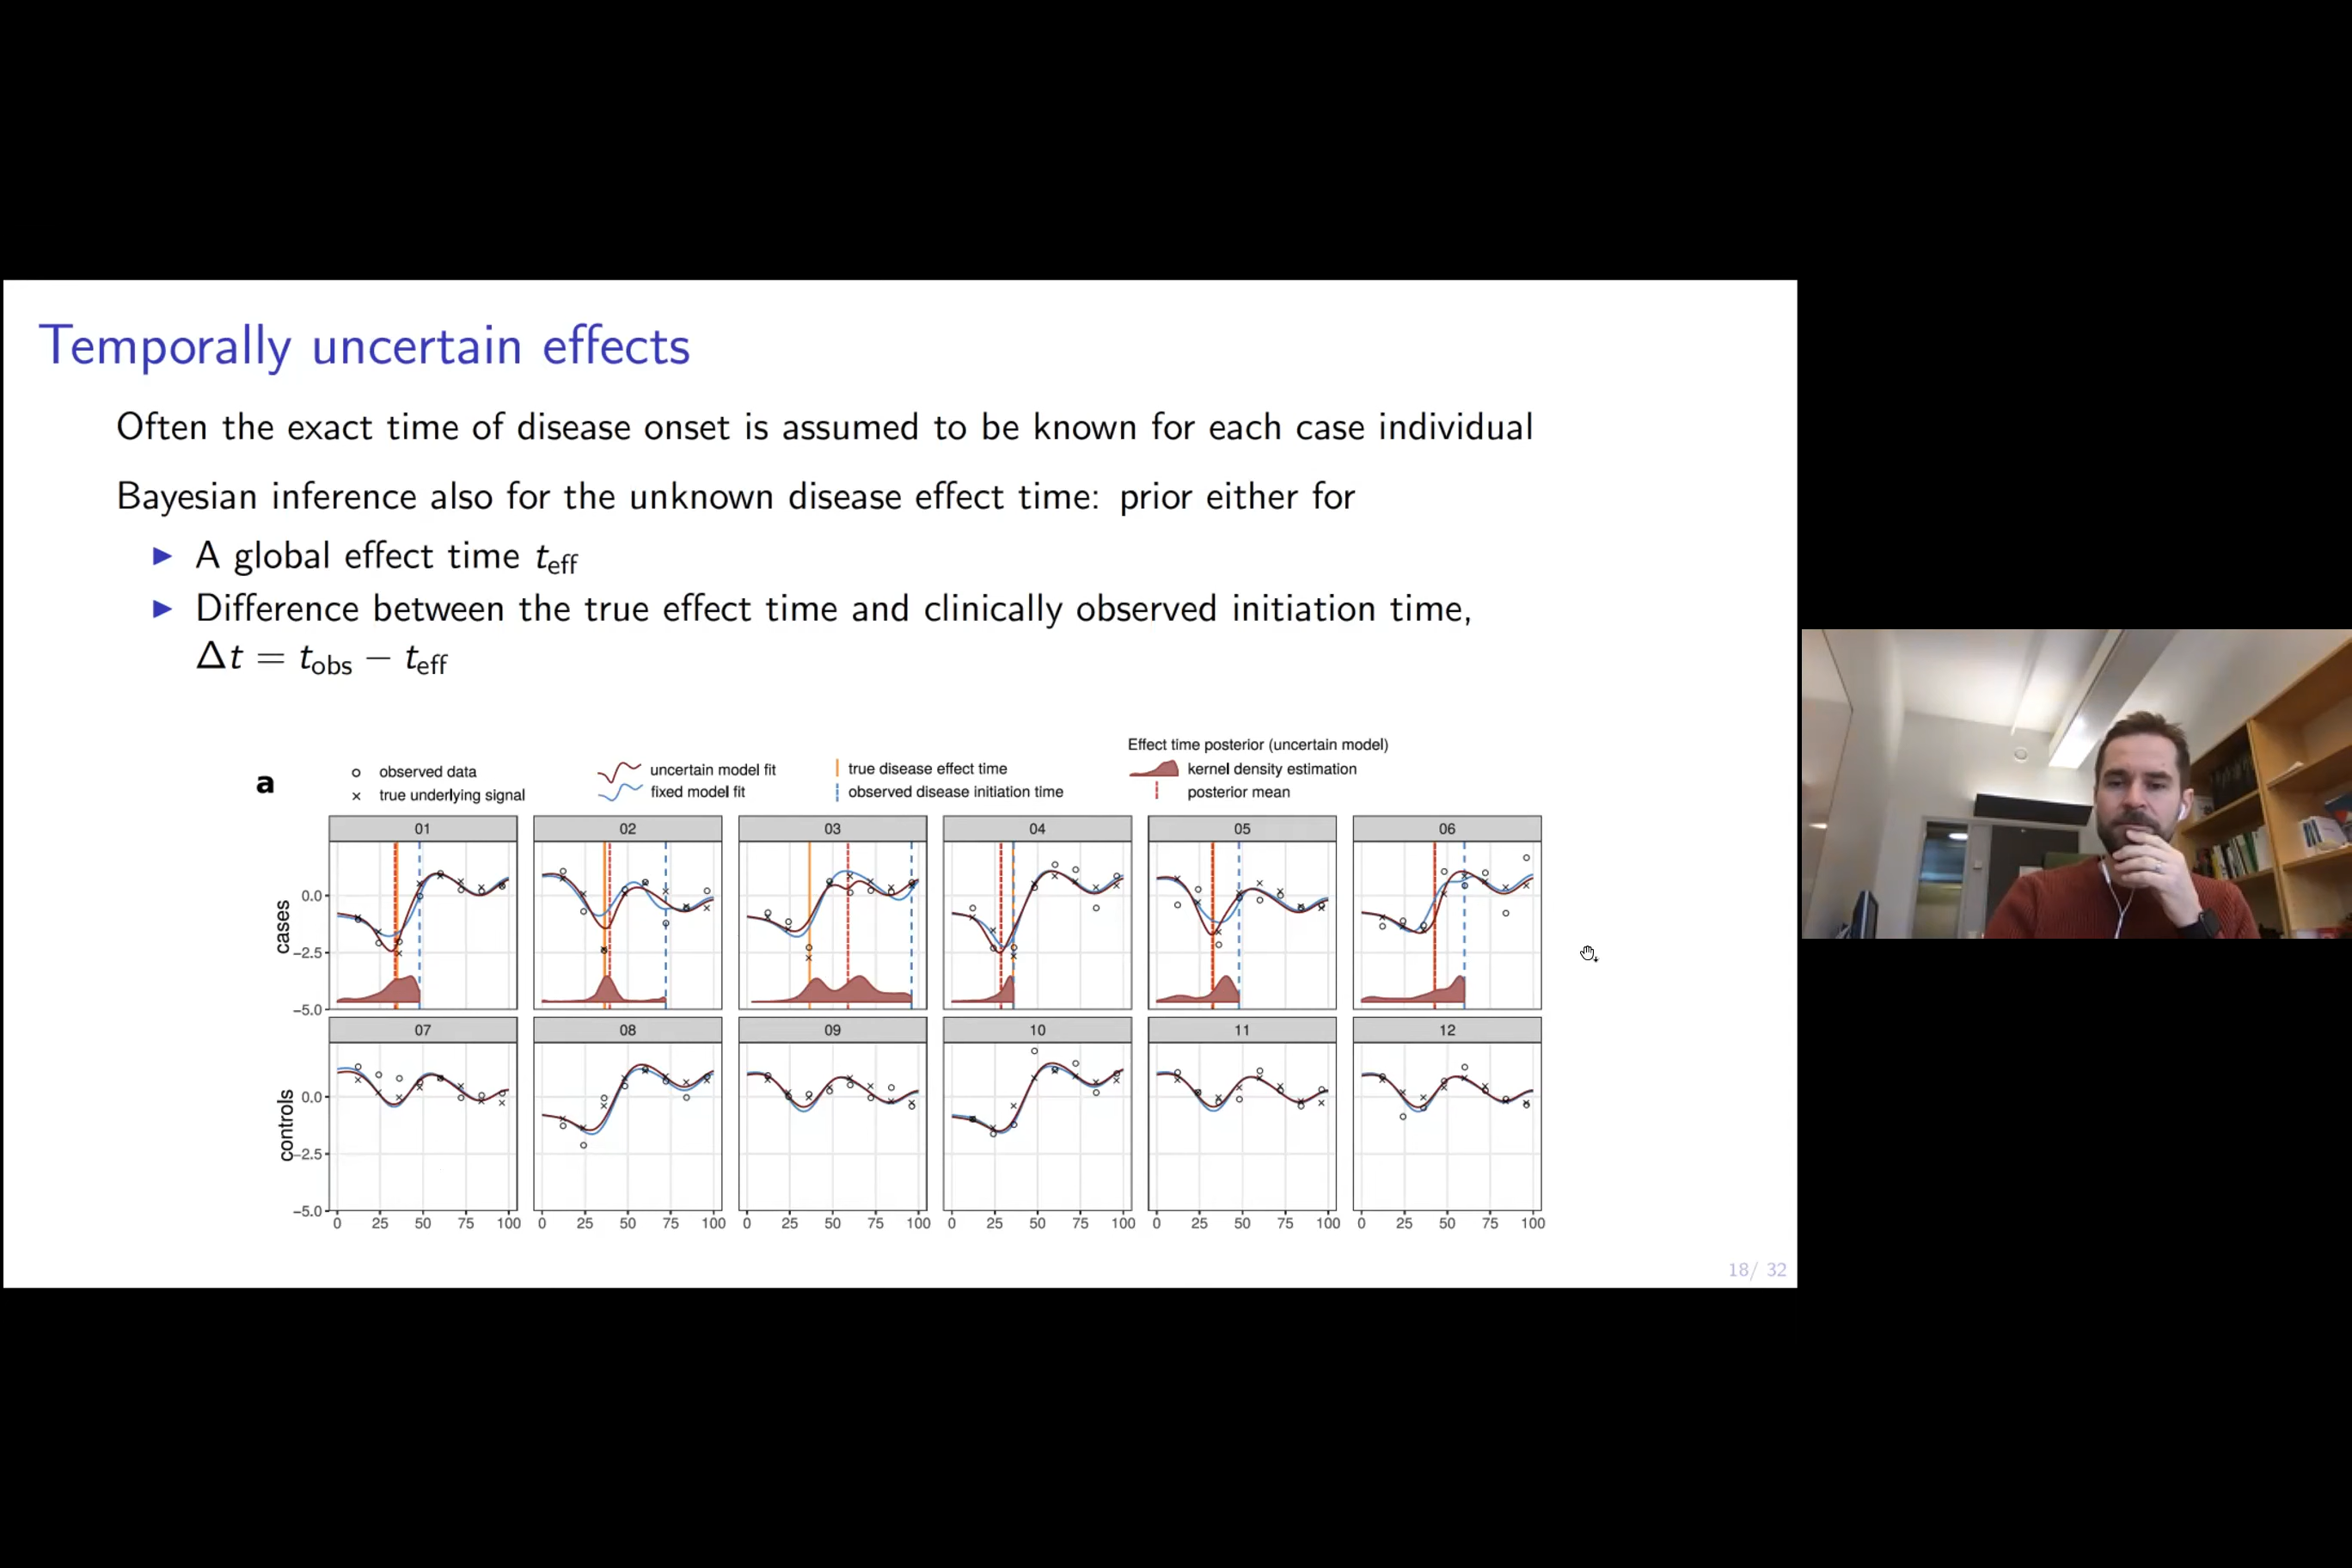 Temporally uncertain effects
Often the exact time of disease onset is assumed to be known for each case individual
Bayesian inference also for the unknown disease effect time: prior either for
▶ A global effect time t_eff
▶ Difference between the true effect time and clinically observed initiation time,
Δt = t_obs − t_eff
a
observed data
true underlying signal
uncertain model fit
fixed model fit
true disease effect time
observed disease initiation time
Effect time posterior (uncertain model)
kernel density estimation
posterior mean
01 02 03 04 05 06
cases
0.0
−2.5
−5.0
07 08 09 10 11 12
controls
0.0
−2.5
−5.0
0 25 50 75 100 0 25 50 75 100 0 25 50 75 100 0 25 50 75 100 0 25 50 75 100 0 25 50 75 100
18/ 32